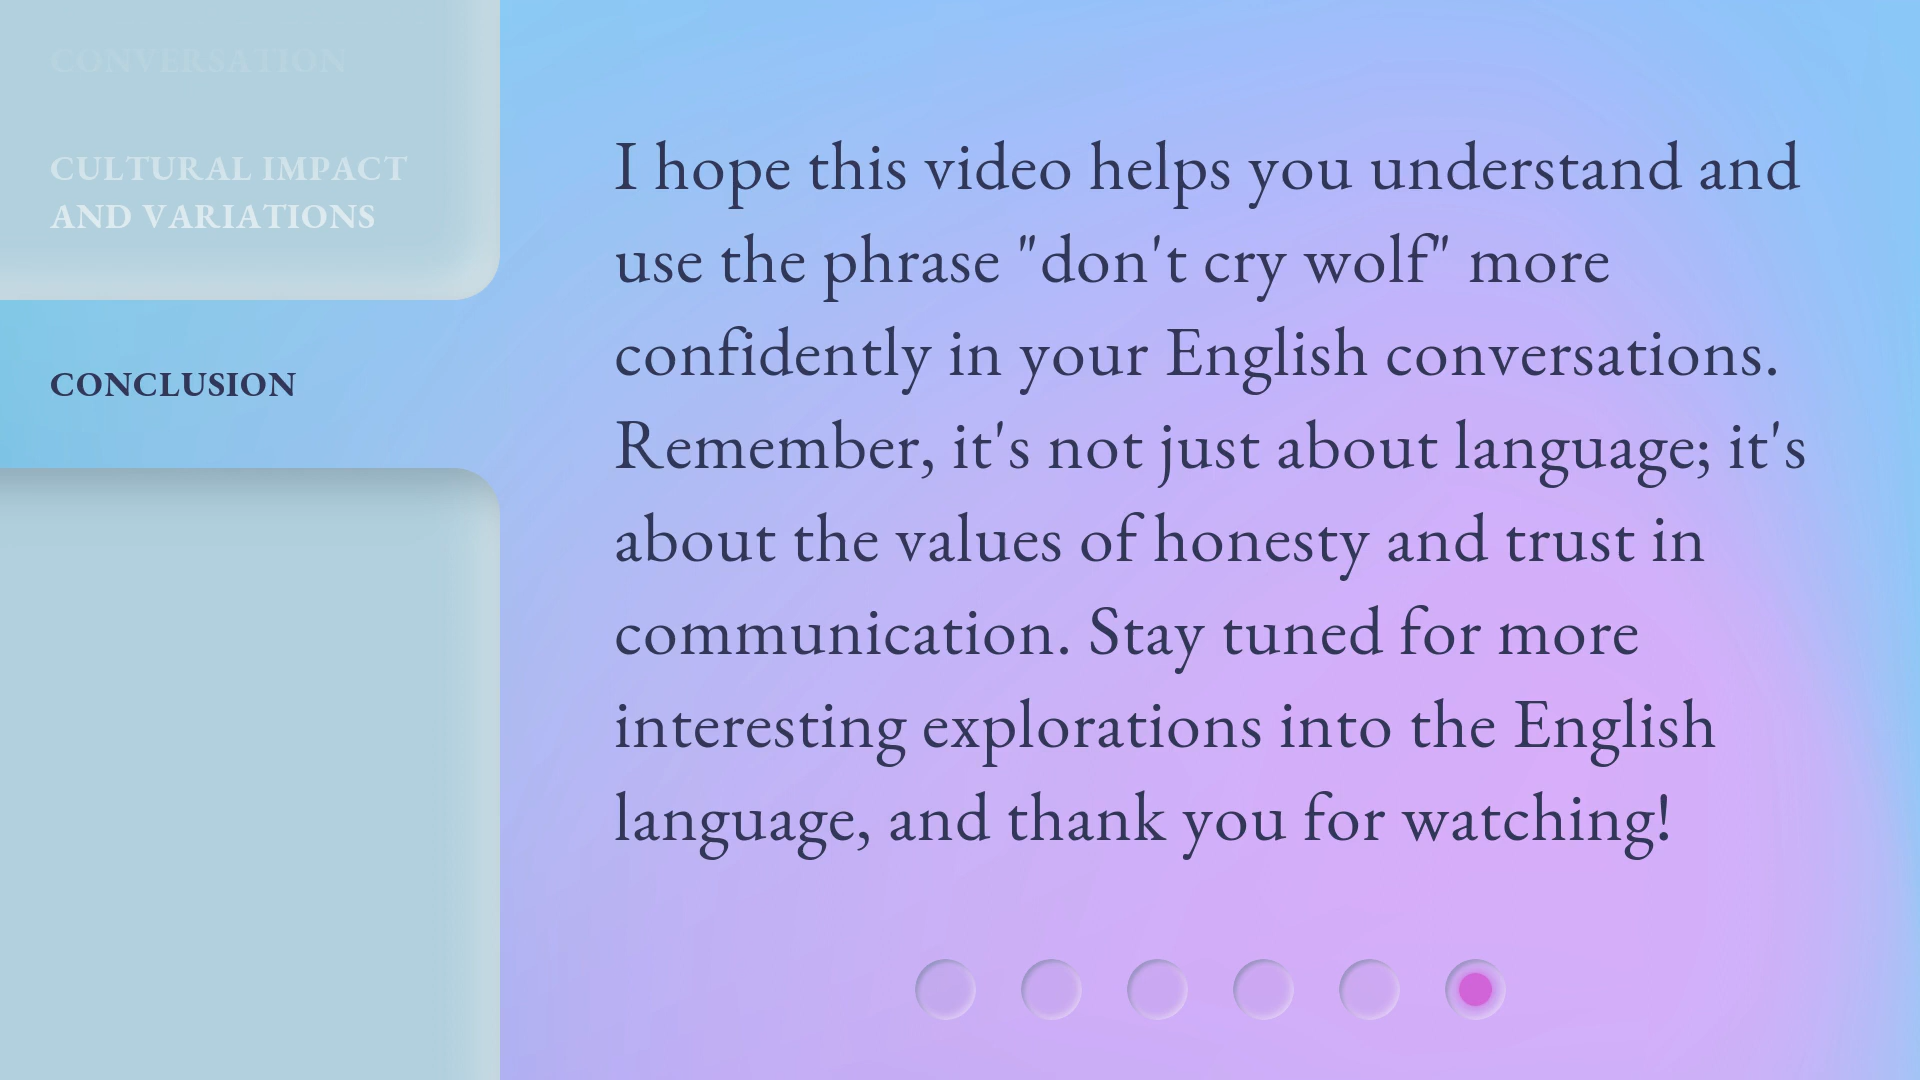 CONVERSATION
CULTURAL IMPACT
AND VARIATIONS
CONCLUSION
I hope this video helps you understand and
use the phrase "don't cry wolf" more
confidently in your English conversations.
Remember, it's not just about language; it's
about the values of honesty and trust in
communication. Stay tuned for more
interesting explorations into the English
language, and thank you for watching!